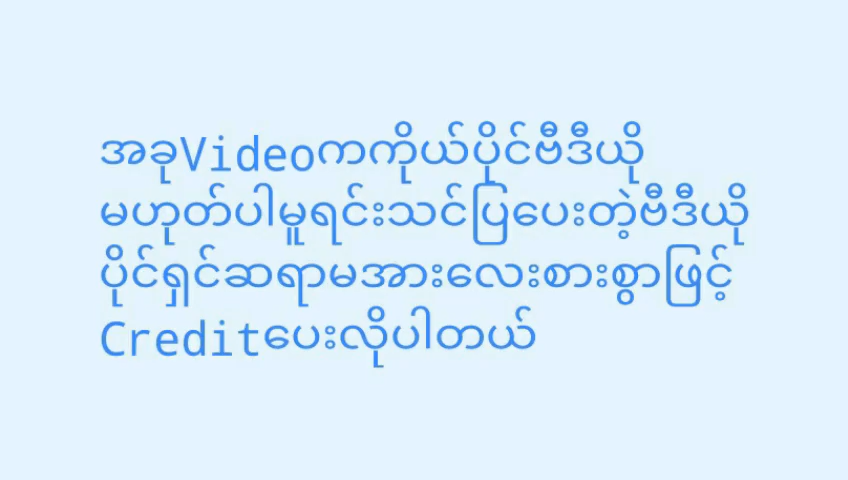 အခုVideoကကိုယ်ပိုင်ဗီဒီယို
မဟုတ်ပါမူရင်းသင်ပြပေးတဲ့ဗီဒီယို
ပိုင်ရှင်ဆရာမအားလေးစားစွာဖြင့်
Creditပေးလိုပါတယ်